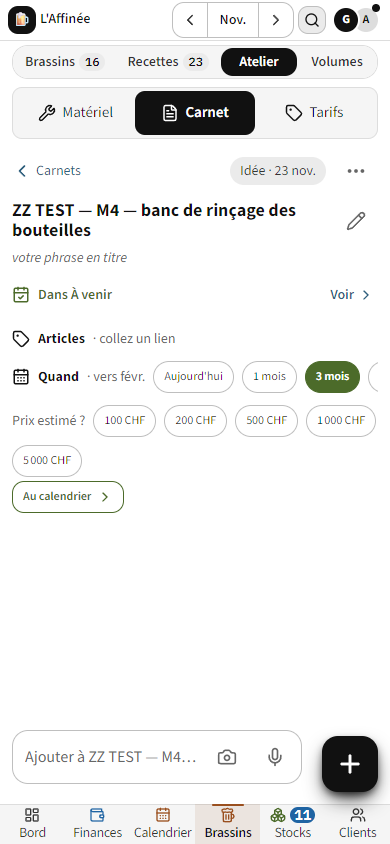 L'Affinée
Nov.
G
A
Brassins 16 Recettes 23 Atelier Volumes
Matériel Carnet Tarifs
Carnets Idée · 23 nov.
ZZ TEST — M4 — banc de rinçage des
bouteilles
votre phrase en titre
Dans À venir Voir
Articles · collez un lien
Quand · vers févr. Aujourd'hui 1 mois 3 mois
Prix estimé ? 100 CHF 200 CHF 500 CHF 1 000 CHF
5 000 CHF
Au calendrier
Ajouter à ZZ TEST — M4…
11
Bord Finances Calendrier Brassins Stocks Clients